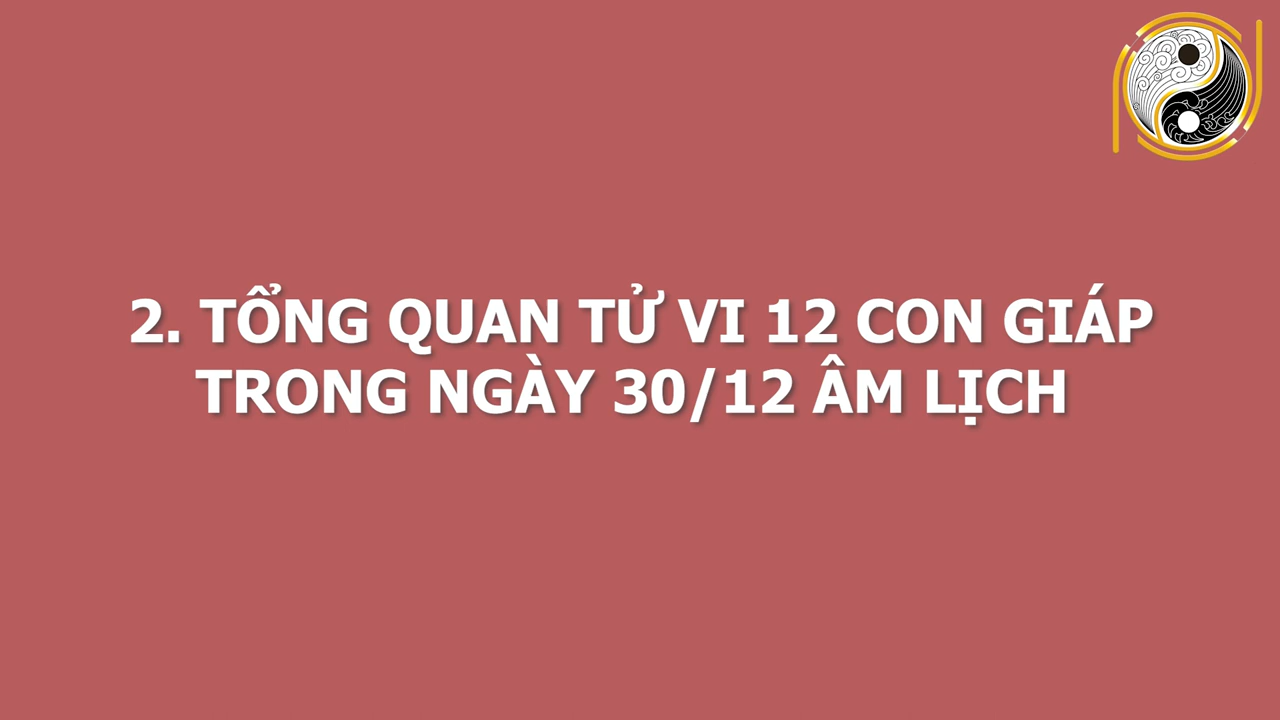 2. TỔNG QUAN TỬ VI 12 CON GIÁP
TRONG NGÀY 30/12 ÂM LỊCH